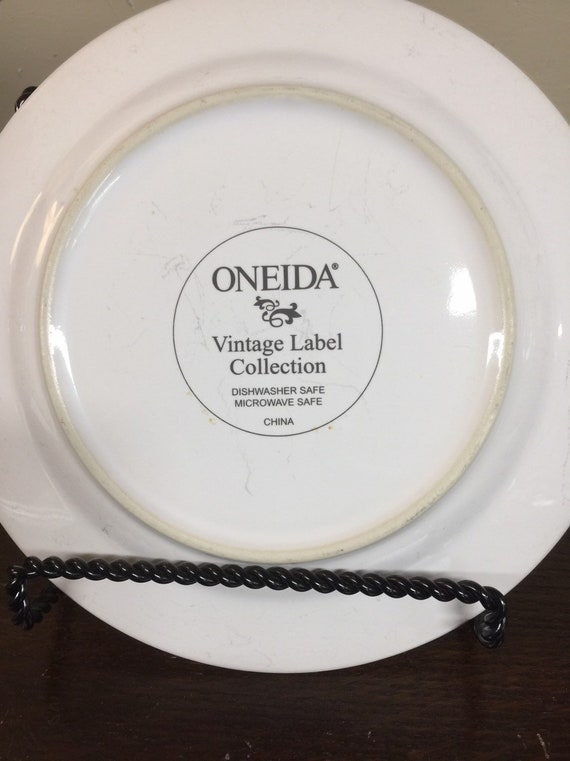 ONEIDA®
Vintage Label
Collection
DISHWASHER SAFE
MICROWAVE SAFE
CHINA